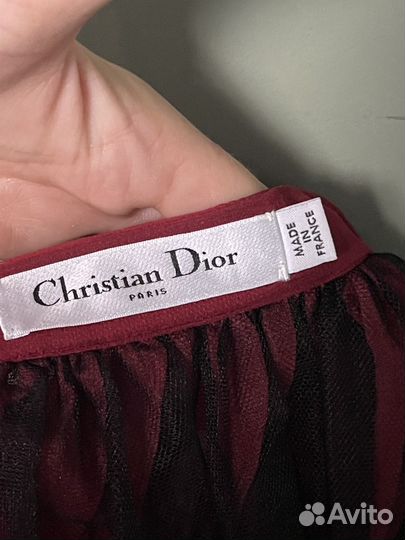 Christian Dior
PARIS
MADE
IN
FRANCE
Avito